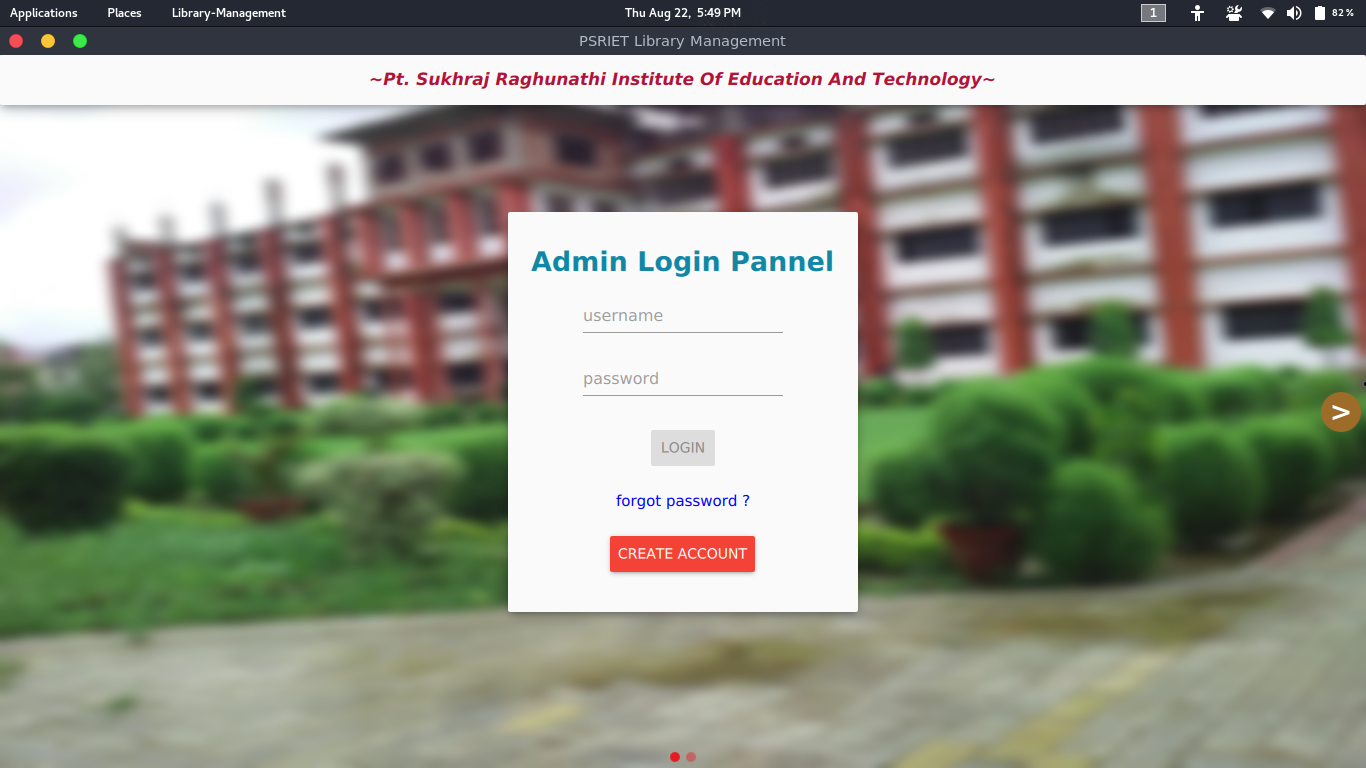 Applications Places Library-Management Thu Aug 22, 5:49 PM 1 82 %
PSRIET Library Management
~Pt. Sukhraj Raghunathi Institute Of Education And Technology~
Admin Login Pannel
username
password
>
LOGIN
forgot password ?
CREATE ACCOUNT